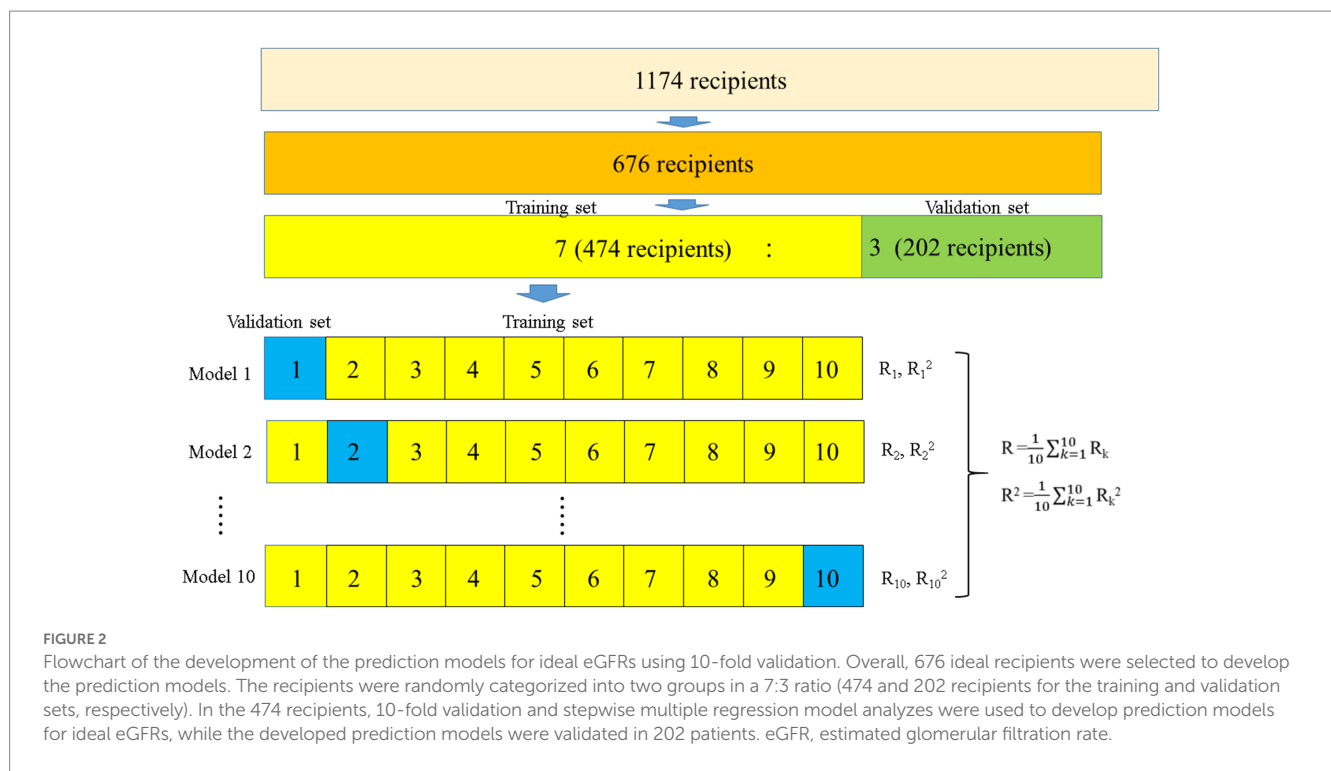 1174 recipients
676 recipients
Training set Validation set
7 (474 recipients) : 3 (202 recipients)
Validation set Training set
Model 1 1 2 3 4 5 6 7 8 9 10 R₁, R₁²
Model 2 1 2 3 4 5 6 7 8 9 10 R₂, R₂²
R=1/10 ∑ₖ₌₁¹⁰ Rₖ
R²=1/10 ∑ₖ₌₁¹⁰ Rₖ²
Model 10 1 2 3 4 5 6 7 8 9 10 R₁₀, R₁₀²
FIGURE 2
Flowchart of the development of the prediction models for ideal eGFRs using 10-fold validation. Overall, 676 ideal recipients were selected to develop
the prediction models. The recipients were randomly categorized into two groups in a 7:3 ratio (474 and 202 recipients for the training and validation
sets, respectively). In the 474 recipients, 10-fold validation and stepwise multiple regression model analyzes were used to develop prediction models
for ideal eGFRs, while the developed prediction models were validated in 202 patients. eGFR, estimated glomerular filtration rate.